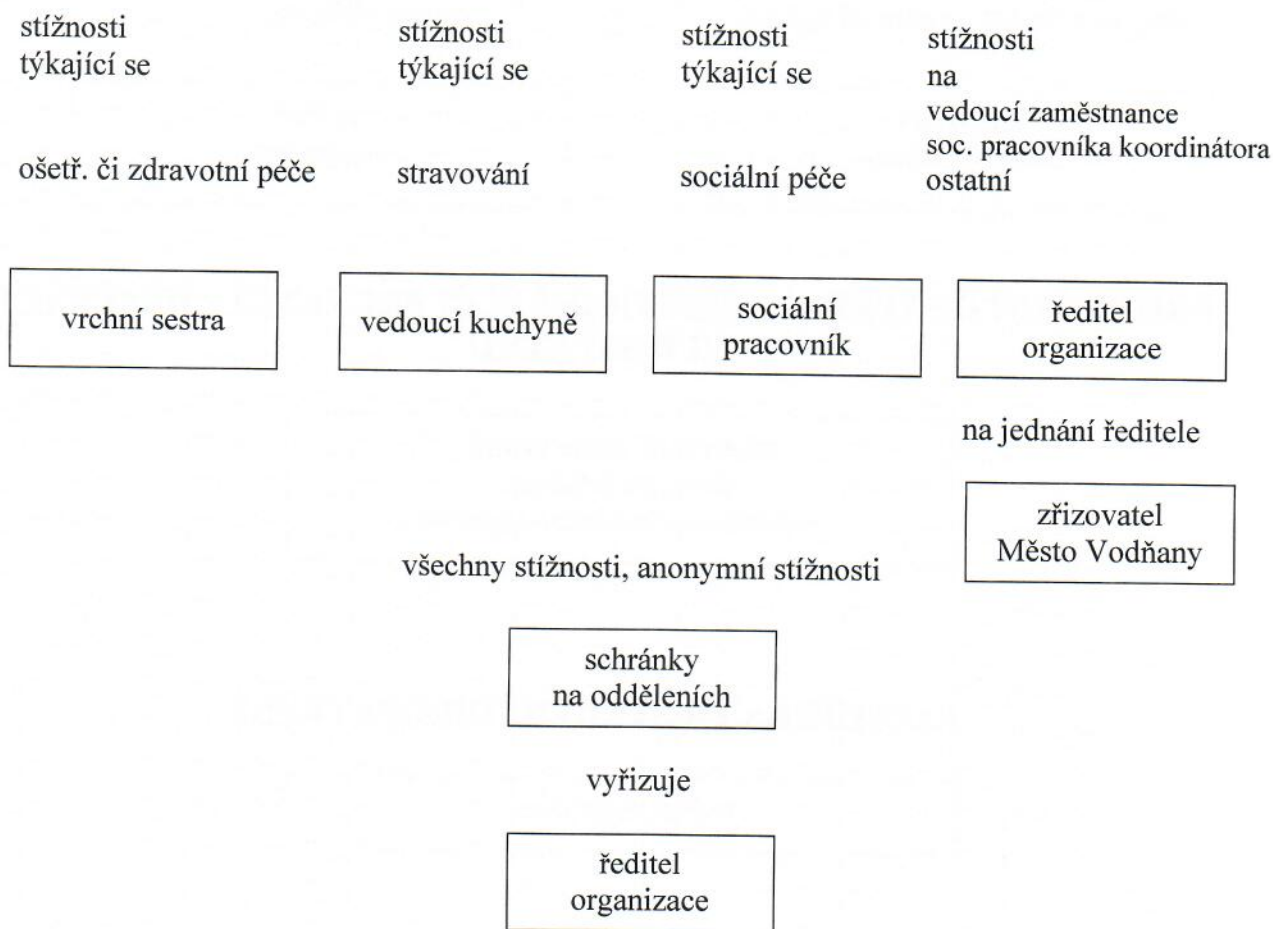 stížnosti
týkající se
ošetř. či zdravotní péče
vrchní sestra
stížnosti
týkající se
stravování
vedoucí kuchyně
stížnosti
týkající se
sociální péče
sociální
pracovník
stížnosti
na
vedoucí zaměstnance
soc. pracovníka koordinátora
ostatní
ředitel
organizace
na jednání ředitele
zřizovatel
Město Vodňany
všechny stížnosti, anonymní stížnosti
schránky
na odděleních
vyřizuje
ředitel
organizace